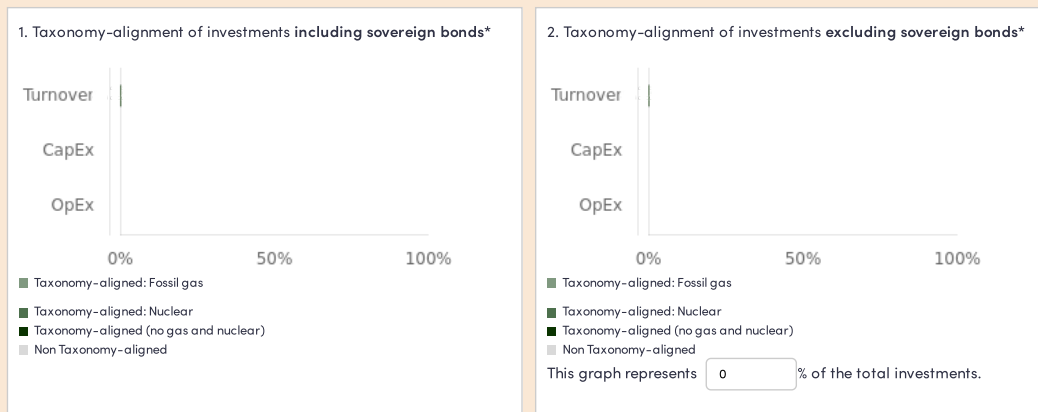 1. Taxonomy-alignment of investments including sovereign bonds*
Turnover
CapEx
OpEx
0% 50% 100%
Taxonomy-aligned: Fossil gas
Taxonomy-aligned: Nuclear
Taxonomy-aligned (no gas and nuclear)
Non Taxonomy-aligned
2. Taxonomy-alignment of investments excluding sovereign bonds*
Turnover
CapEx
OpEx
0% 50% 100%
Taxonomy-aligned: Fossil gas
Taxonomy-aligned: Nuclear
Taxonomy-aligned (no gas and nuclear)
Non Taxonomy-aligned
This graph represents 0 % of the total investments.